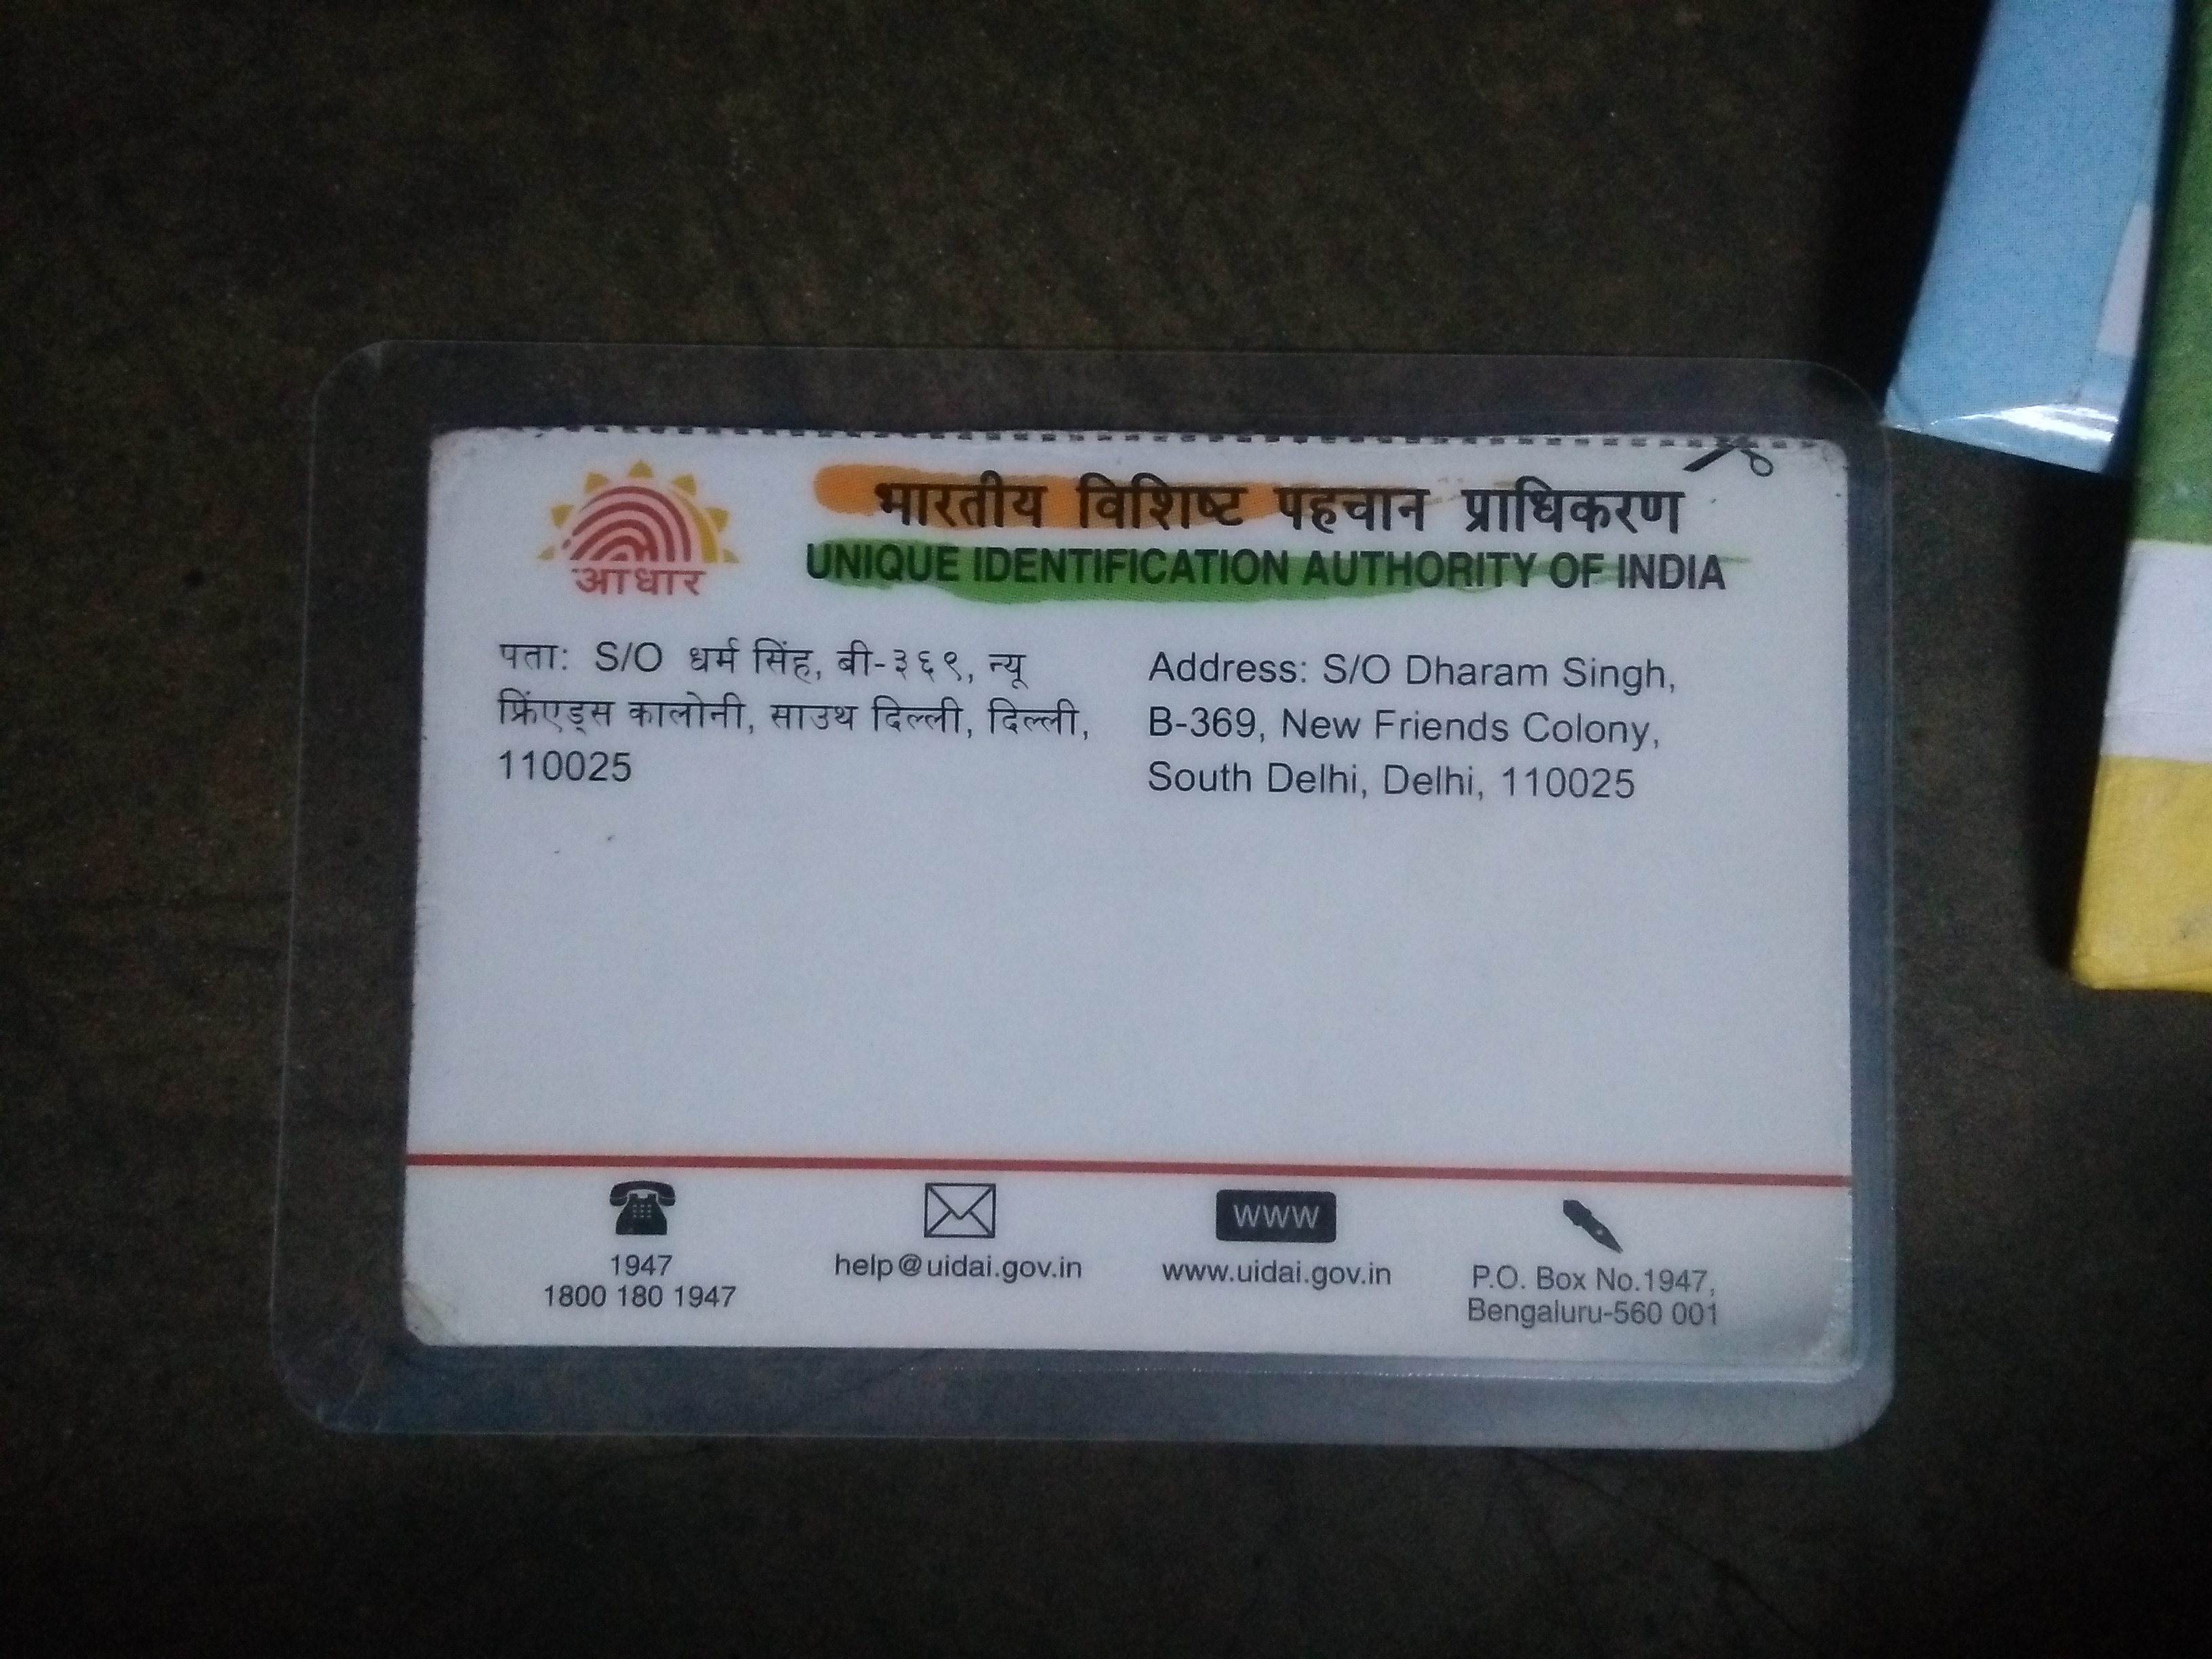 आधार
भारतीय विशिष्ट पहचान प्राधिकरण
UNIQUE IDENTIFICATION AUTHORITY OF INDIA
पता: S/O धर्म सिंह, बी-३६९, न्यू
फ्रिंएड्स कालोनी, साउथ दिल्ली, दिल्ली,
110025
Address: S/O Dharam Singh,
B-369, New Friends Colony,
South Delhi, Delhi, 110025
1947
1800 180 1947
help@uidai.gov.in
www
www.uidai.gov.in
P.O. Box No.1947,
Bengaluru-560 001